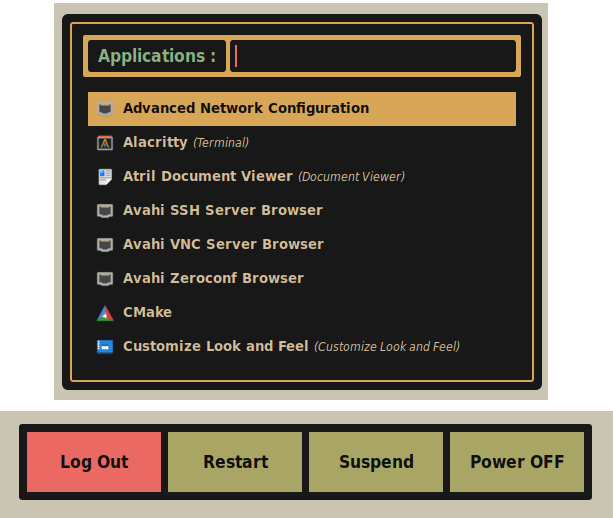 Applications :
Advanced Network Configuration
Alacritty (Terminal)
Atril Document Viewer (Document Viewer)
Avahi SSH Server Browser
Avahi VNC Server Browser
Avahi Zeroconf Browser
CMake
Customize Look and Feel (Customize Look and Feel)
Log Out Restart Suspend Power OFF